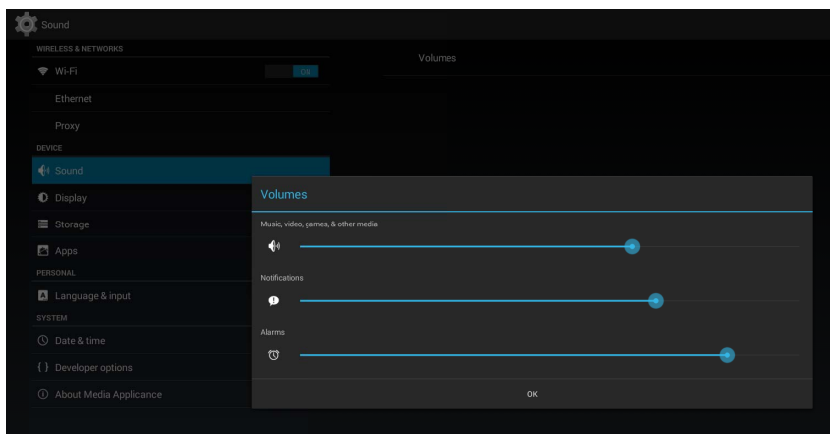 Sound
WIRELESS & NETWORKS
Wi-Fi
ON
Ethernet
Proxy
DEVICE
Sound
Display
Storage
Apps
PERSONAL
Language & input
SYSTEM
Date & time
Developer options
About Media Applicance
Volumes
Volumes
Music, video, games, & other media
Notifications
Alarms
OK